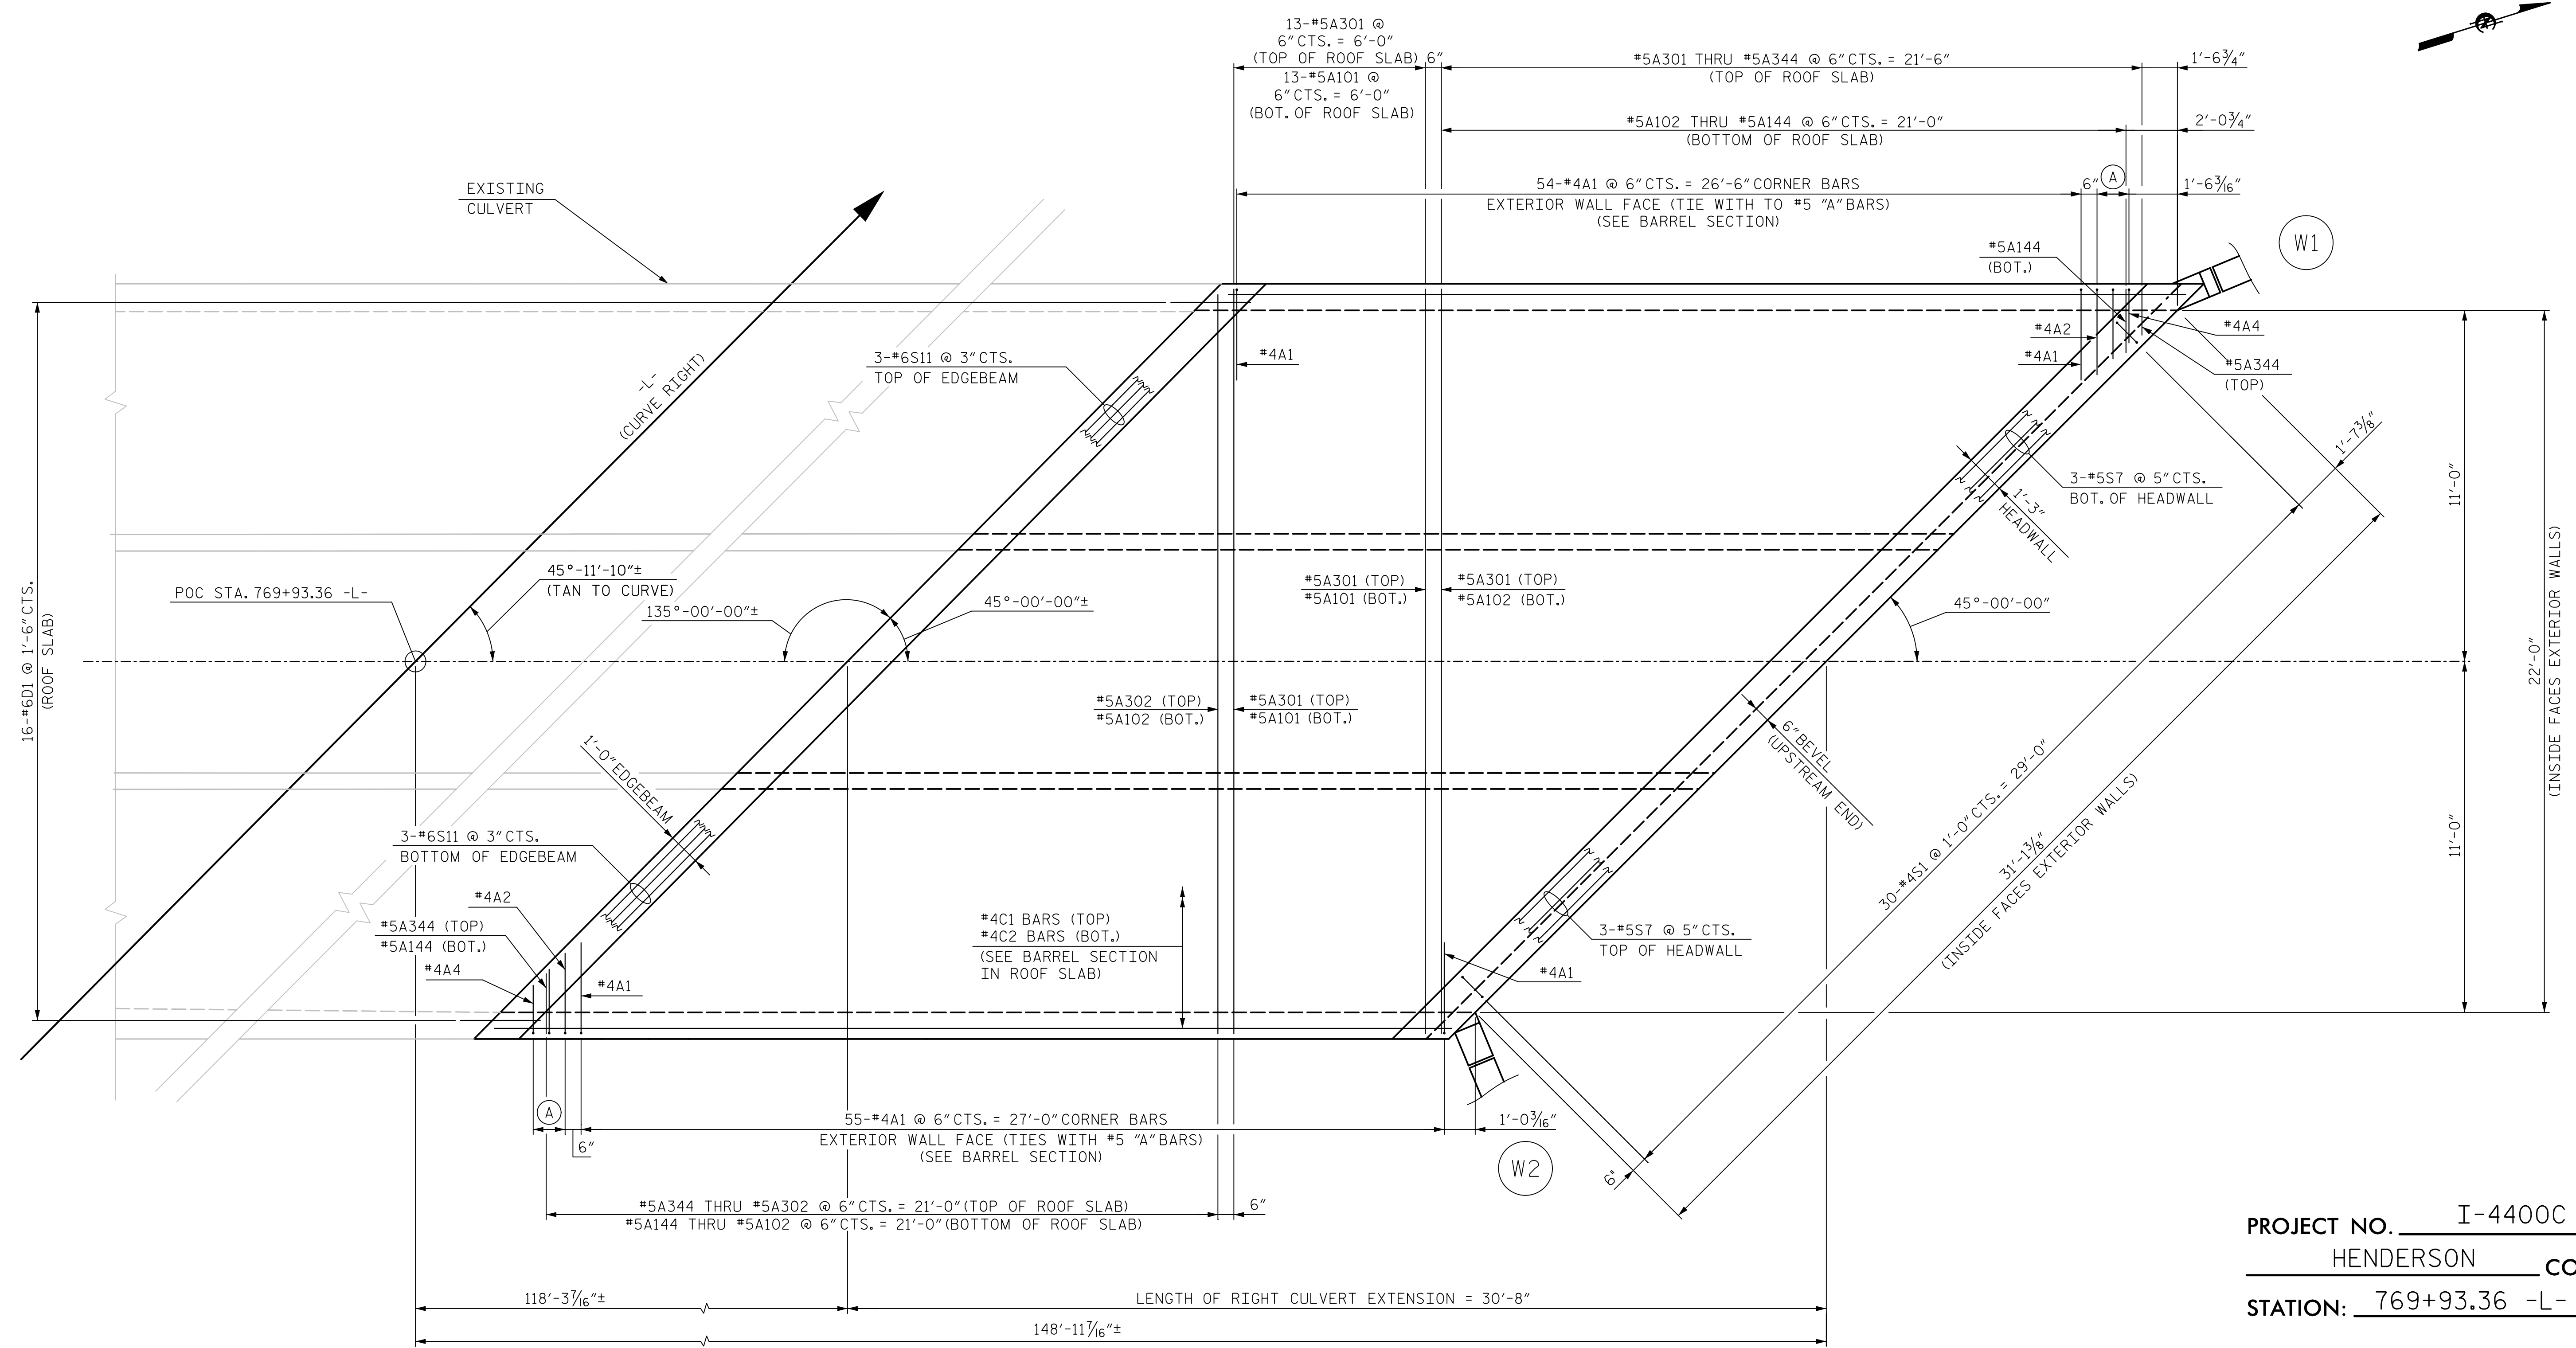 13-#5A301 @
6" CTS. = 6'-0"
(TOP OF ROOF SLAB)
6"
13-#5A101 @
6" CTS. = 6'-0"
(BOT. OF ROOF SLAB)
#5A301 THRU #5A344 @ 6" CTS. = 21'-6"
(TOP OF ROOF SLAB)
1'-6¾"
#5A102 THRU #5A144 @ 6" CTS. = 21'-0"
(BOTTOM OF ROOF SLAB)
2'-0¾"
54-#4A1 @ 6" CTS. = 26'-6" CORNER BARS
EXTERIOR WALL FACE (TIE WITH TO #5 "A" BARS)
(SEE BARREL SECTION)
6"
A
1'-6 3/16"
EXISTING
CULVERT
#5A144
(BOT.)
W1
#4A2
#4A1
#4A4
#5A344
(TOP)
#4A1
3-#6S11 @ 3" CTS.
TOP OF EDGEBEAM
-L-
(CURVE RIGHT)
1'-7⅜"
3-#5S7 @ 5" CTS.
BOT. OF HEADWALL
1'-3"
HEADWALL
11'-0"
22'-0"
(INSIDE FACES EXTERIOR WALLS)
16-#6D1 @ 1'-6" CTS.
(ROOF SLAB)
POC STA. 769+93.36 -L-
45°-11'-10"±
(TAN TO CURVE)
135°-00'-00"±
45°-00'-00"±
#5A301 (TOP)
#5A101 (BOT.)
#5A301 (TOP)
#5A102 (BOT.)
45°-00'-00"
#5A302 (TOP)
#5A102 (BOT.)
#5A301 (TOP)
#5A101 (BOT.)
6" BEVEL
(UPSTREAM END)
1'-0" EDGEBEAM
3-#6S11 @ 3" CTS.
BOTTOM OF EDGEBEAM
30-#4S1 @ 1'-0" CTS. = 29'-0"
31'-1⅜"
(INSIDE FACES EXTERIOR WALLS)
11'-0"
#4A2
#5A344 (TOP)
#5A144 (BOT.)
#4A4
#4A1
#4C1 BARS (TOP)
#4C2 BARS (BOT.)
(SEE BARREL SECTION
IN ROOF SLAB)
3-#5S7 @ 5" CTS.
TOP OF HEADWALL
#4A1
A
6"
55-#4A1 @ 6" CTS. = 27'-0" CORNER BARS
EXTERIOR WALL FACE (TIES WITH #5 "A" BARS)
(SEE BARREL SECTION)
1'-0 3/16"
W2
6"
#5A344 THRU #5A302 @ 6" CTS. = 21'-0" (TOP OF ROOF SLAB)
#5A144 THRU #5A102 @ 6" CTS. = 21'-0" (BOTTOM OF ROOF SLAB)
6"
118'-3 7/16"±
LENGTH OF RIGHT CULVERT EXTENSION = 30'-8"
148'-11 7/16"±
PROJECT NO. I-4400C
HENDERSON CO
STATION: 769+93.36 -L-